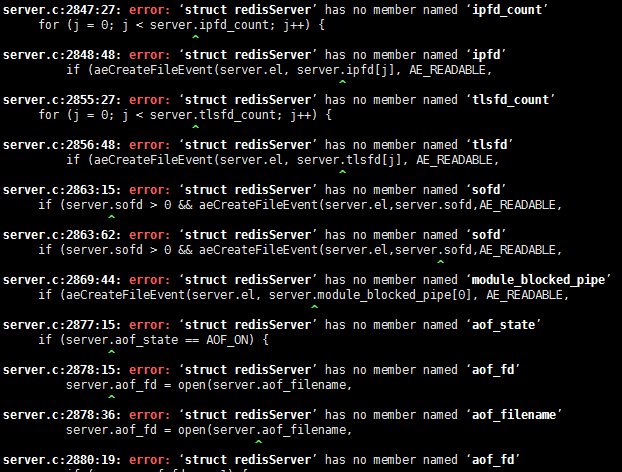 server.c:2847:27: error: ‘struct redisServer’ has no member named ‘ipfd_count’
for (j = 0; j < server.ipfd_count; j++) {
^
server.c:2848:48: error: ‘struct redisServer’ has no member named ‘ipfd’
if (aeCreateFileEvent(server.el, server.ipfd[j], AE_READABLE,
^
server.c:2855:27: error: ‘struct redisServer’ has no member named ‘tlsfd_count’
for (j = 0; j < server.tlsfd_count; j++) {
^
server.c:2856:48: error: ‘struct redisServer’ has no member named ‘tlsfd’
if (aeCreateFileEvent(server.el, server.tlsfd[j], AE_READABLE,
^
server.c:2863:15: error: ‘struct redisServer’ has no member named ‘sofd’
if (server.sofd > 0 && aeCreateFileEvent(server.el,server.sofd,AE_READABLE,
^
server.c:2863:62: error: ‘struct redisServer’ has no member named ‘sofd’
if (server.sofd > 0 && aeCreateFileEvent(server.el,server.sofd,AE_READABLE,
^
server.c:2869:44: error: ‘struct redisServer’ has no member named ‘module_blocked_pipe’
if (aeCreateFileEvent(server.el, server.module_blocked_pipe[0], AE_READABLE,
^
server.c:2877:15: error: ‘struct redisServer’ has no member named ‘aof_state’
if (server.aof_state == AOF_ON) {
^
server.c:2878:15: error: ‘struct redisServer’ has no member named ‘aof_fd’
server.aof_fd = open(server.aof_filename,
^
server.c:2878:36: error: ‘struct redisServer’ has no member named ‘aof_filename’
server.aof_fd = open(server.aof_filename,
^
server.c:2880:19: error: ‘struct redisServer’ has no member named ‘aof_fd’